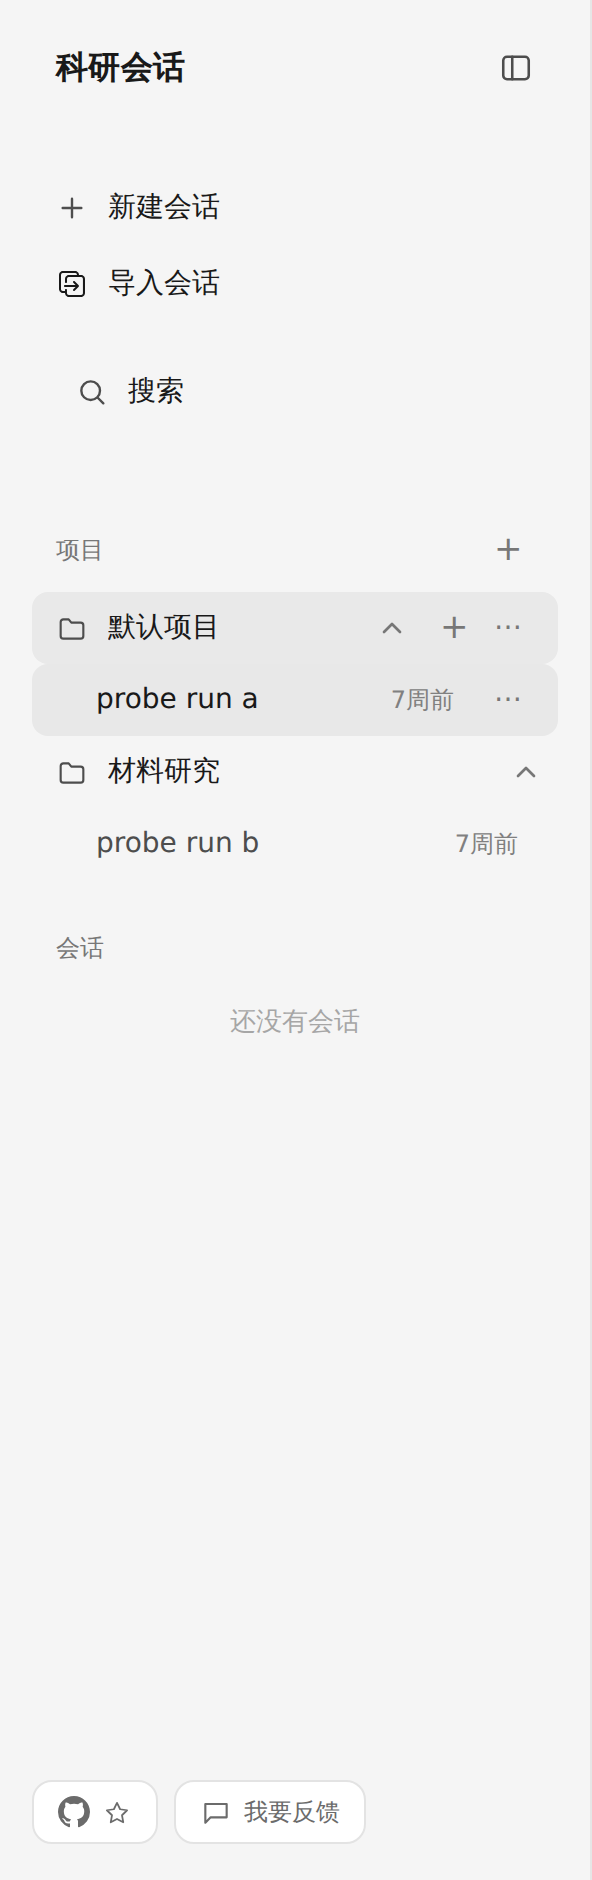 科研会话
新建会话
导入会话
搜索
项目
默认项目
probe run a 7周前
材料研究
probe run b 7周前
会话
还没有会话
我要反馈